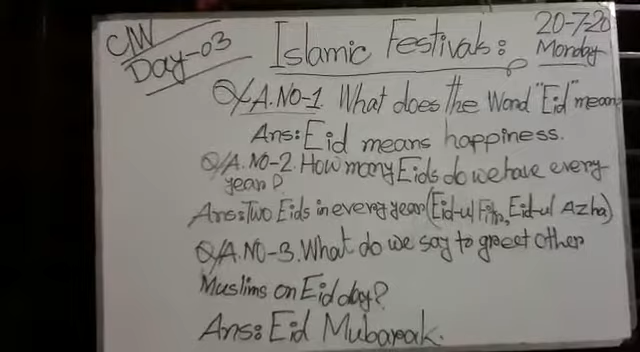 CW
Day-03
Islamic Festivals:
20-7-20
Monday
Q/A.NO-1. What does the Word "Eid" mean
Ans: Eid means happiness.
Q/A.NO-2. How many Eids do we have every
year?
Ans: Two Eids in every year (Eid-ul Fitr, Eid-ul Azha)
Q/A.NO-3. What do we say to greet other
Muslims on Eid day?
Ans: Eid Mubarak.